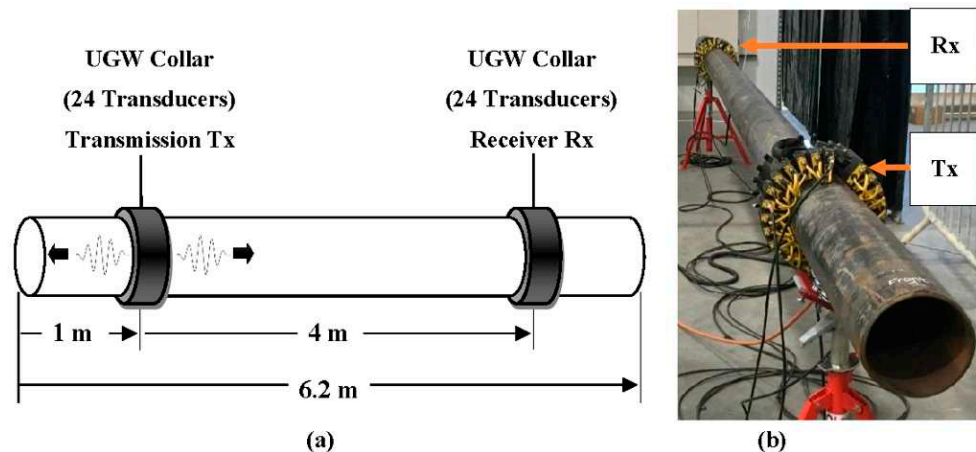 UGW Collar
(24 Transducers)
Transmission Tx
UGW Collar
(24 Transducers)
Receiver Rx
1 m
4 m
6.2 m
(a)
Rx
Tx
(b)